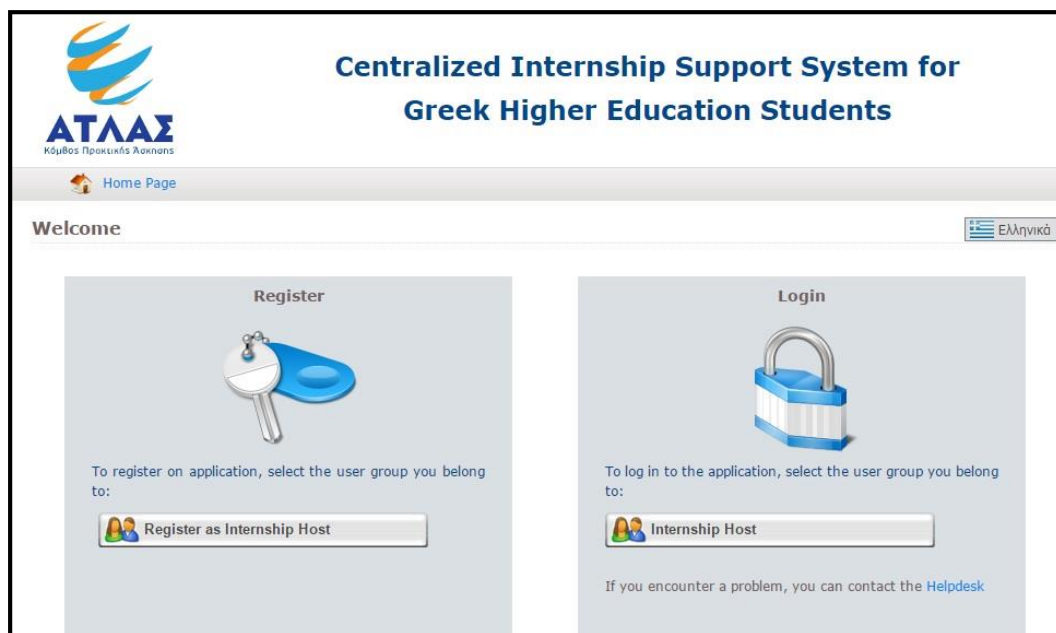 Centralized Internship Support System for
Greek Higher Education Students
ΑΤΛΑΣ
Κόμβος Πρακτικής Άσκησης
Home Page
Welcome
Ελληνικά
Register
To register on application, select the user group you belong
to:
Register as Internship Host
Login
To log in to the application, select the user group you belong
to:
Internship Host
If you encounter a problem, you can contact the Helpdesk